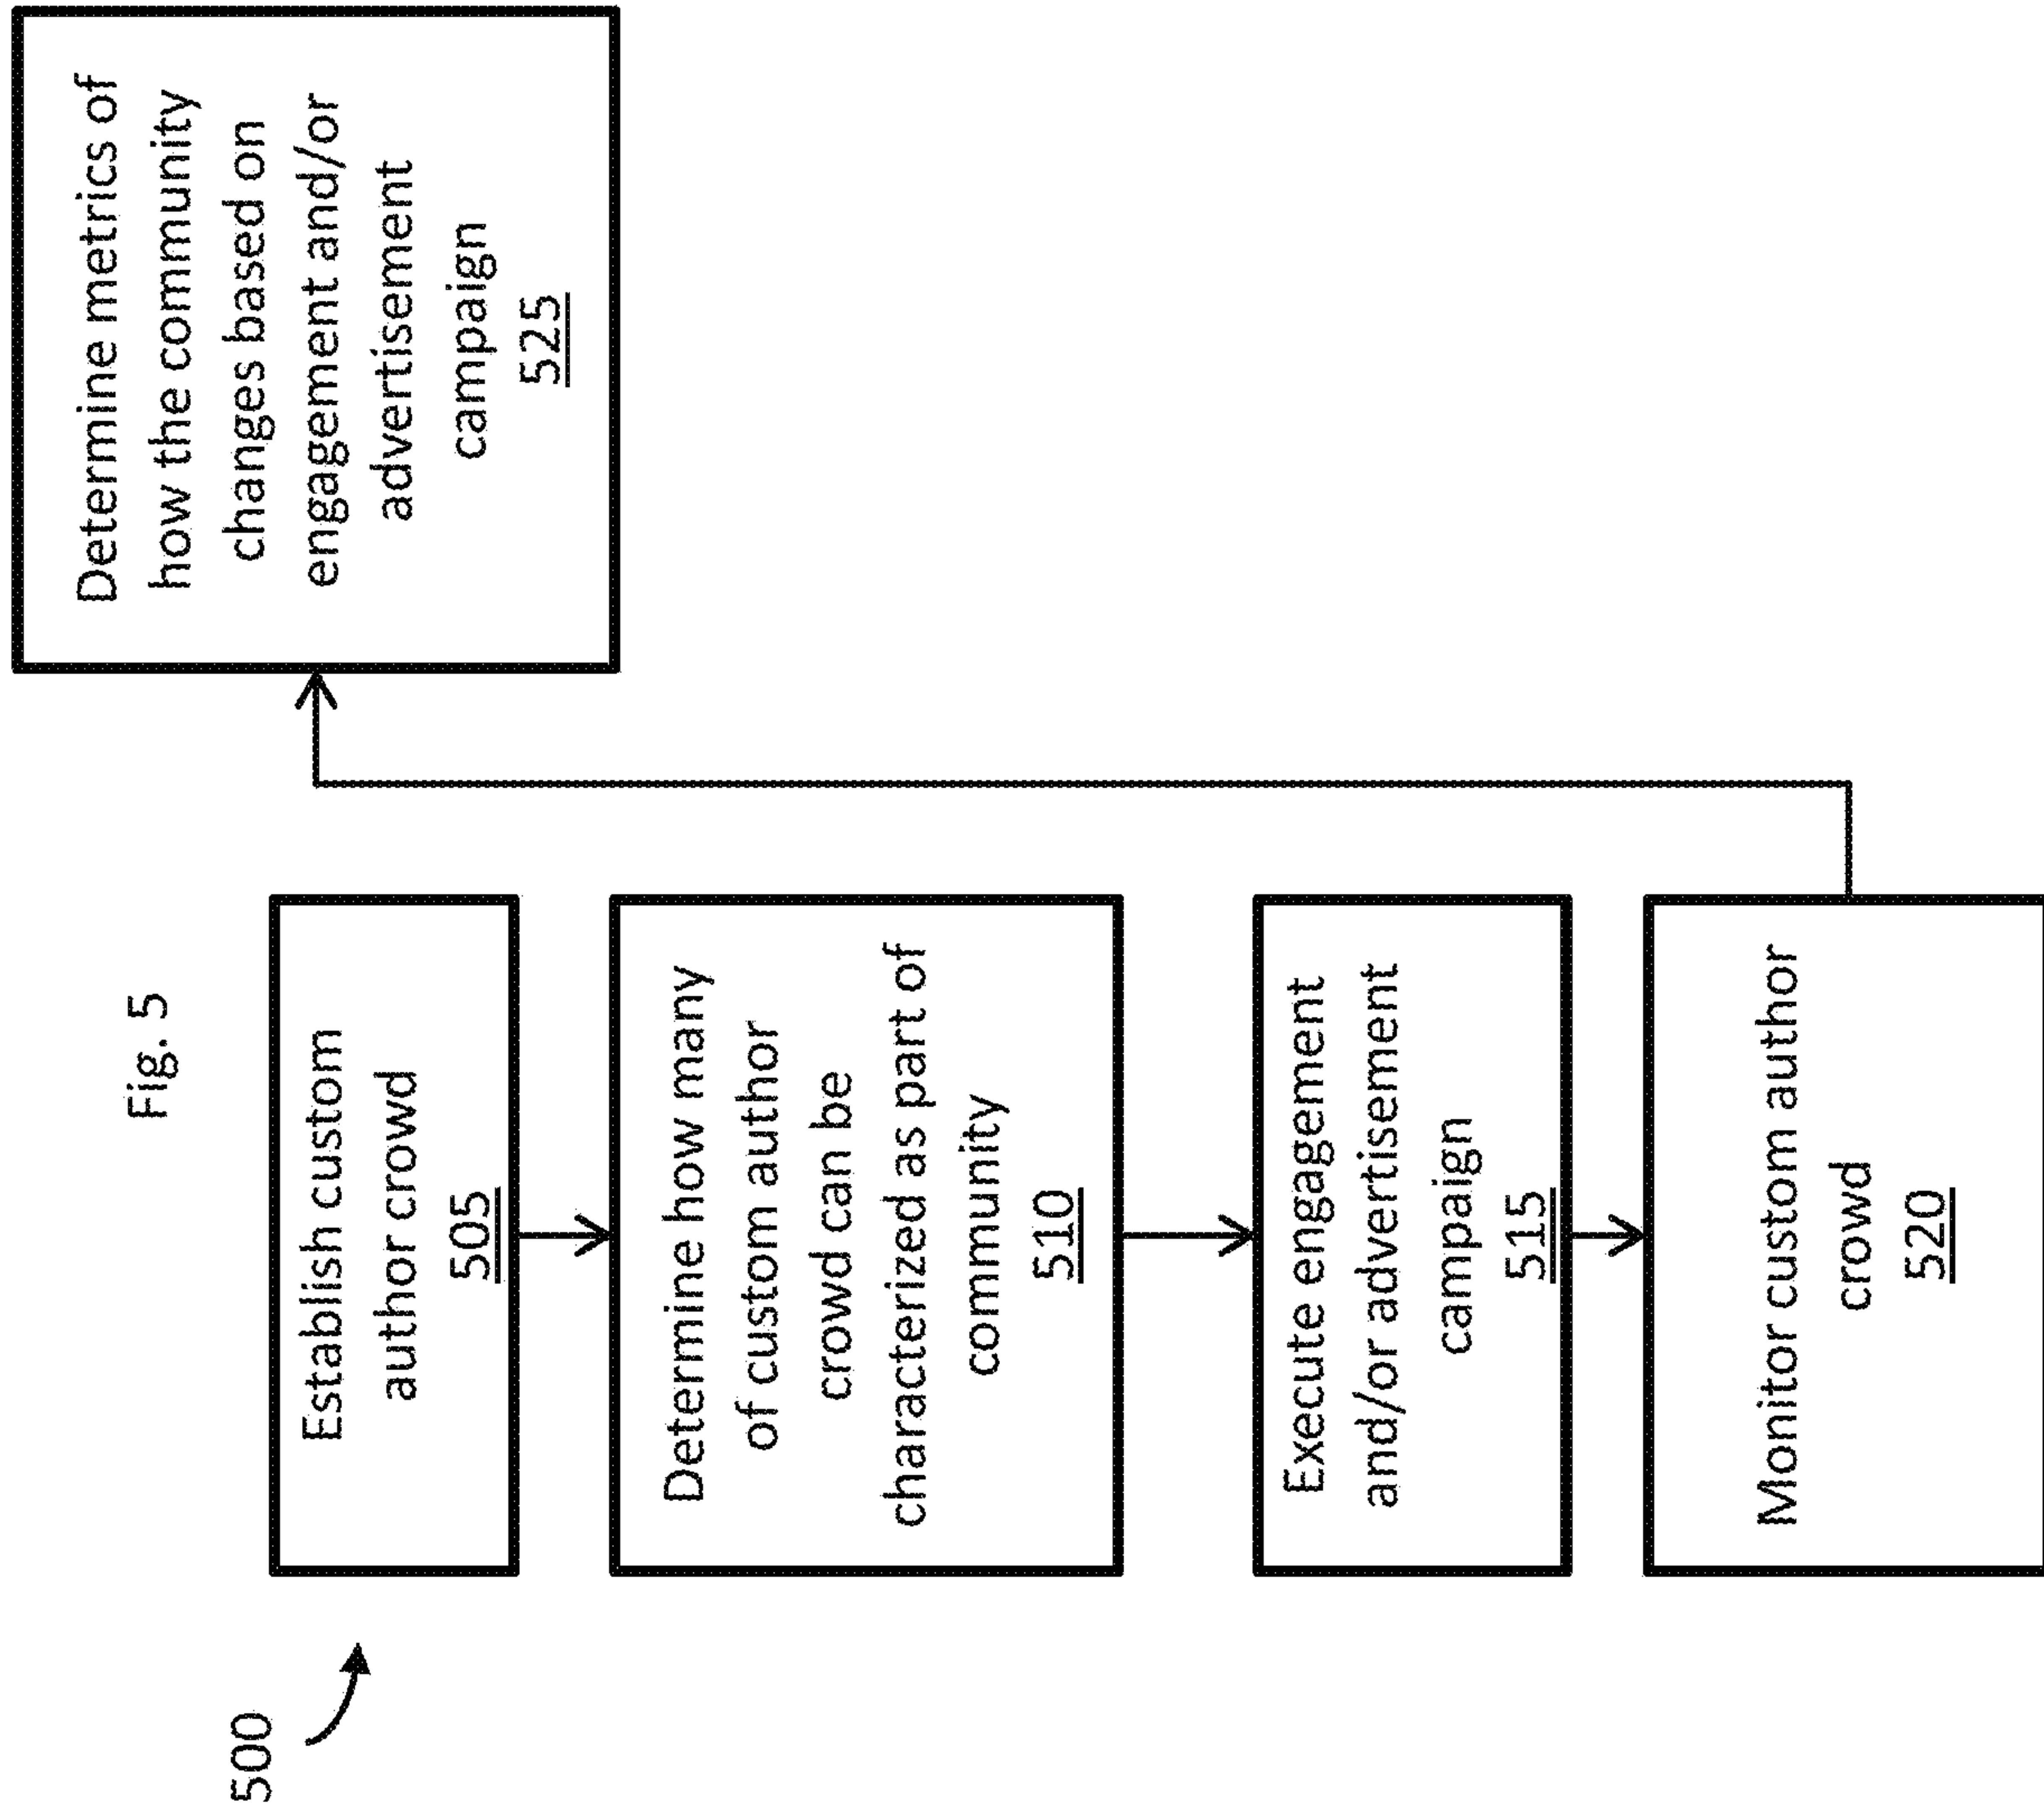 Fig. 5
500
Establish custom
author crowd
505
Determine how many
of custom author
crowd can be
characterized as part of
community
510
Execute engagement
and/or advertisement
campaign
515
Monitor custom author
crowd
520
Determine metrics of
how the community
changes based on
engagement and/or
advertisement
campaign
525